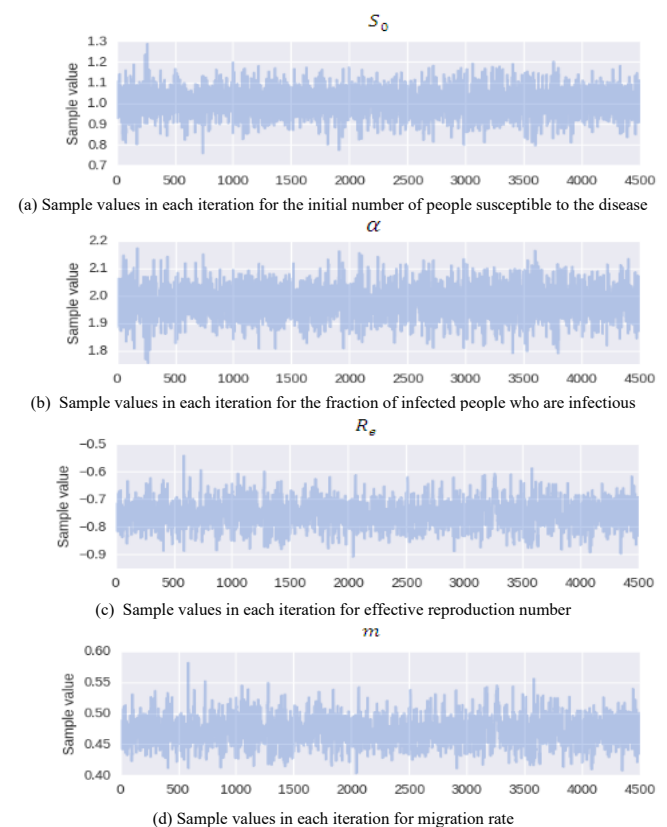 S₀
1.3
1.2
1.1
1.0
0.9
0.8
0.7
Sample value
0 500 1000 1500 2000 2500 3000 3500 4000 4500
(a) Sample values in each iteration for the initial number of people susceptible to the disease
α
2.2
2.1
2.0
1.9
1.8
Sample value
0 500 1000 1500 2000 2500 3000 3500 4000 4500
(b) Sample values in each iteration for the fraction of infected people who are infectious
Rₑ
−0.5
−0.6
−0.7
−0.8
−0.9
Sample value
0 500 1000 1500 2000 2500 3000 3500 4000 4500
(c) Sample values in each iteration for effective reproduction number
m
0.60
0.55
0.50
0.45
0.40
Sample value
0 500 1000 1500 2000 2500 3000 3500 4000 4500
(d) Sample values in each iteration for migration rate